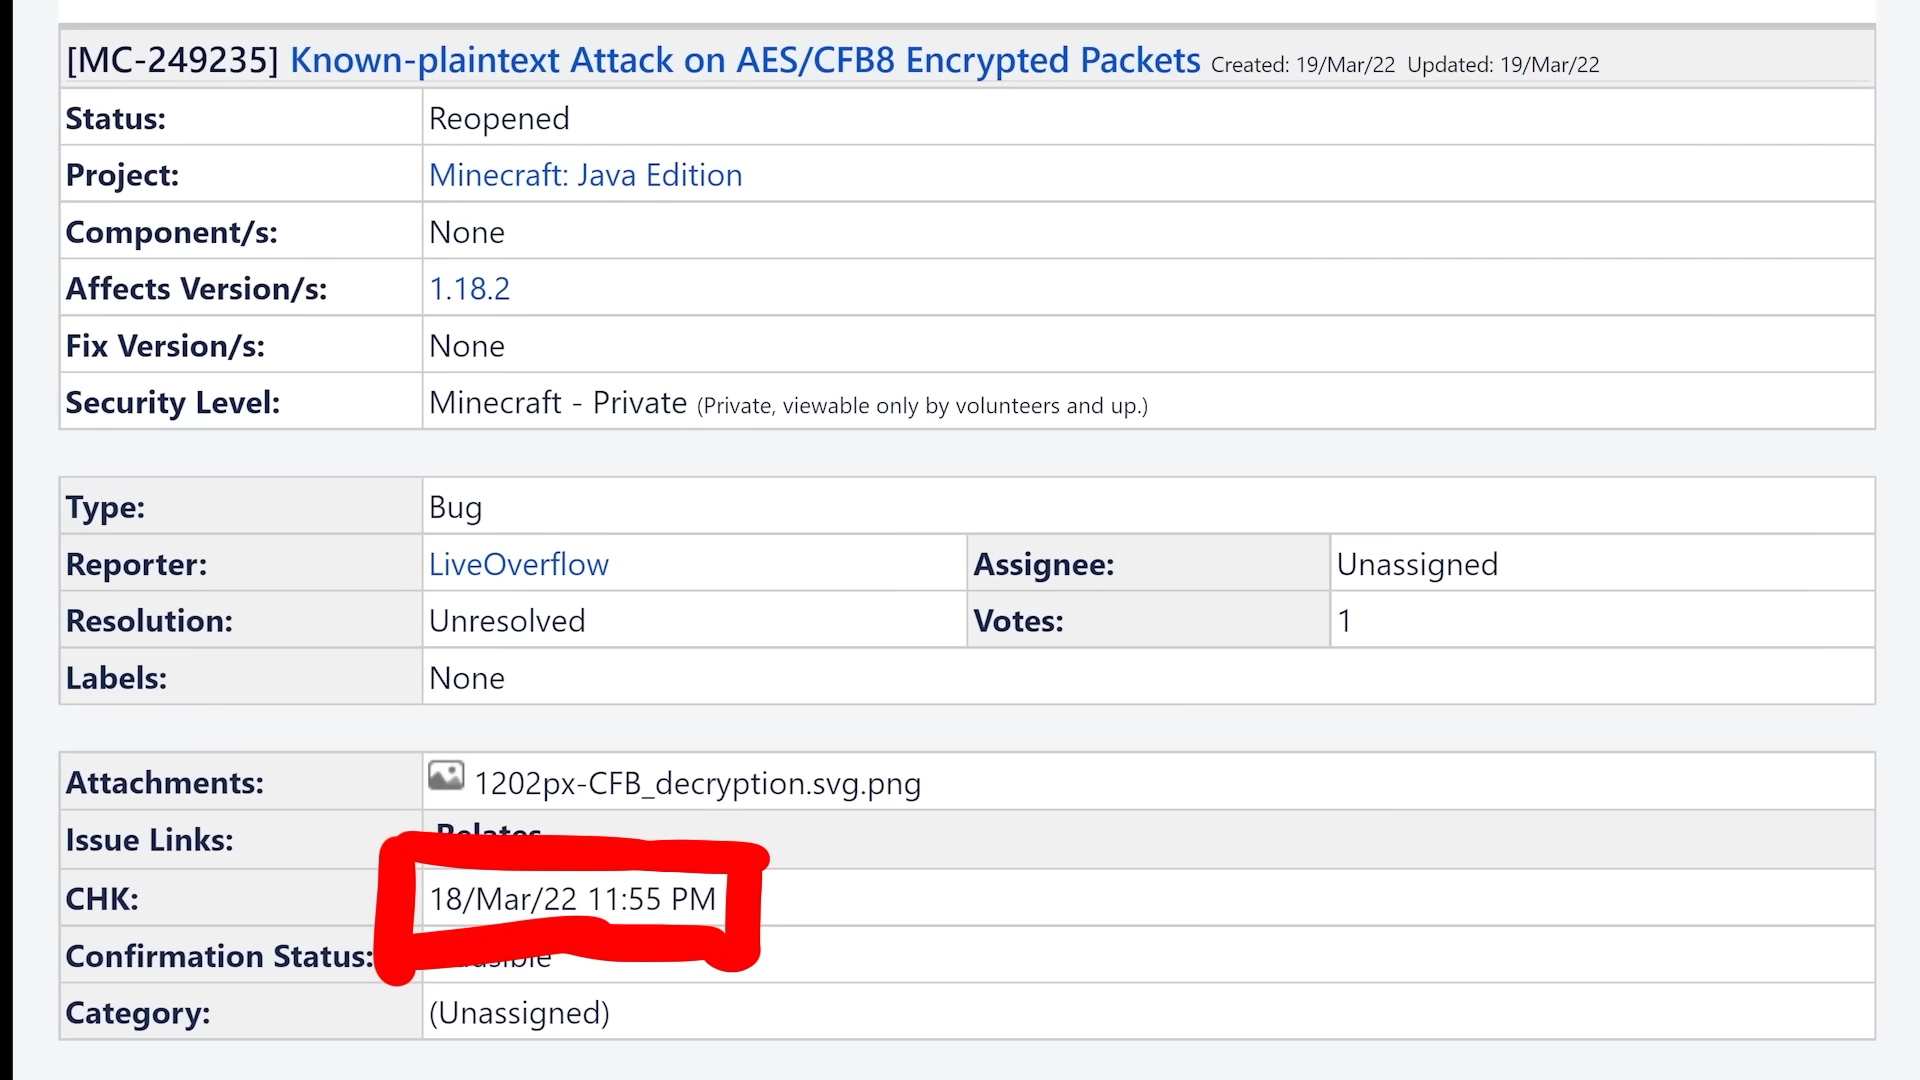 [MC-249235] Known-plaintext Attack on AES/CFB8 Encrypted Packets Created: 19/Mar/22 Updated: 19/Mar/22
Status: Reopened
Project: Minecraft: Java Edition
Component/s: None
Affects Version/s: 1.18.2
Fix Version/s: None
Security Level: Minecraft - Private (Private, viewable only by volunteers and up.)
Type: Bug
Reporter: LiveOverflow Assignee: Unassigned
Resolution: Unresolved Votes: 1
Labels: None
Attachments: 1202px-CFB_decryption.svg.png
Issue Links: Relates
CHK: 18/Mar/22 11:55 PM
Confirmation Status:
Category: (Unassigned)